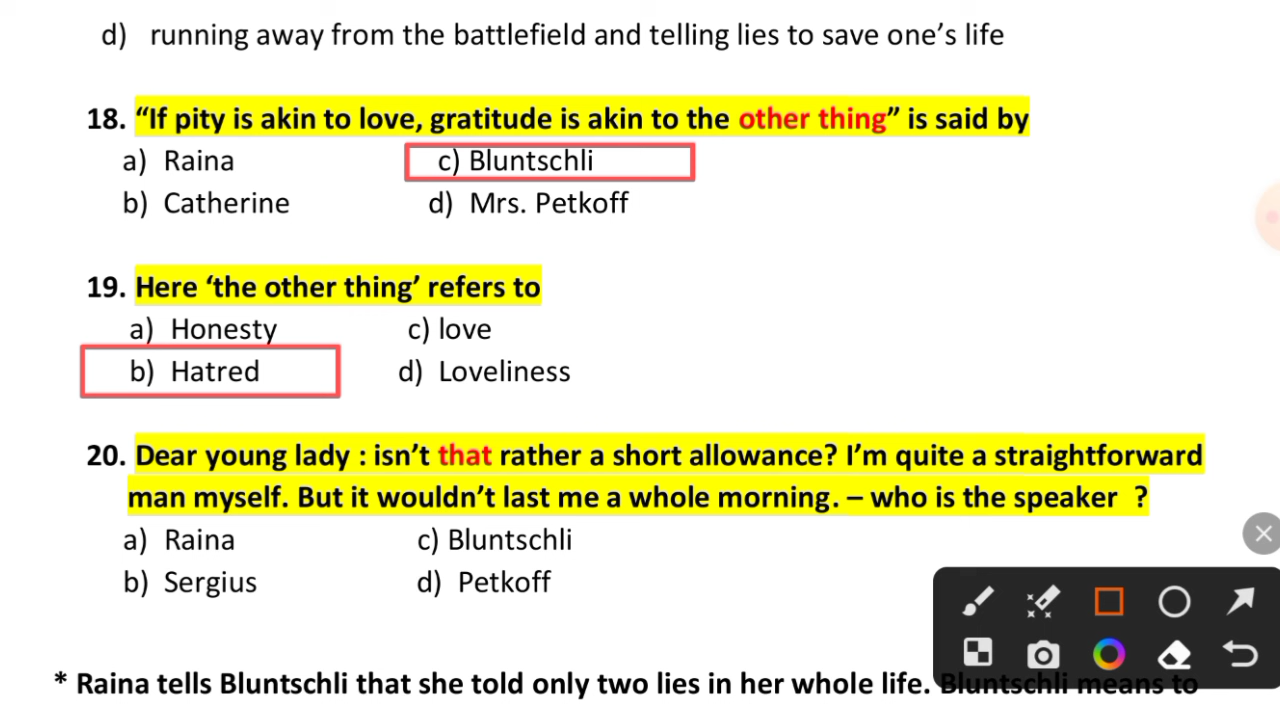 d) running away from the battlefield and telling lies to save one’s life
18. “If pity is akin to love, gratitude is akin to the other thing” is said by
a) Raina c) Bluntschli
b) Catherine d) Mrs. Petkoff
19. Here ‘the other thing’ refers to
a) Honesty c) love
b) Hatred d) Loveliness
20. Dear young lady : isn’t that rather a short allowance? I’m quite a straightforward
man myself. But it wouldn’t last me a whole morning. – who is the speaker ?
a) Raina c) Bluntschli
b) Sergius d) Petkoff
* Raina tells Bluntschli that she told only two lies in her whole life. Bluntschli means to